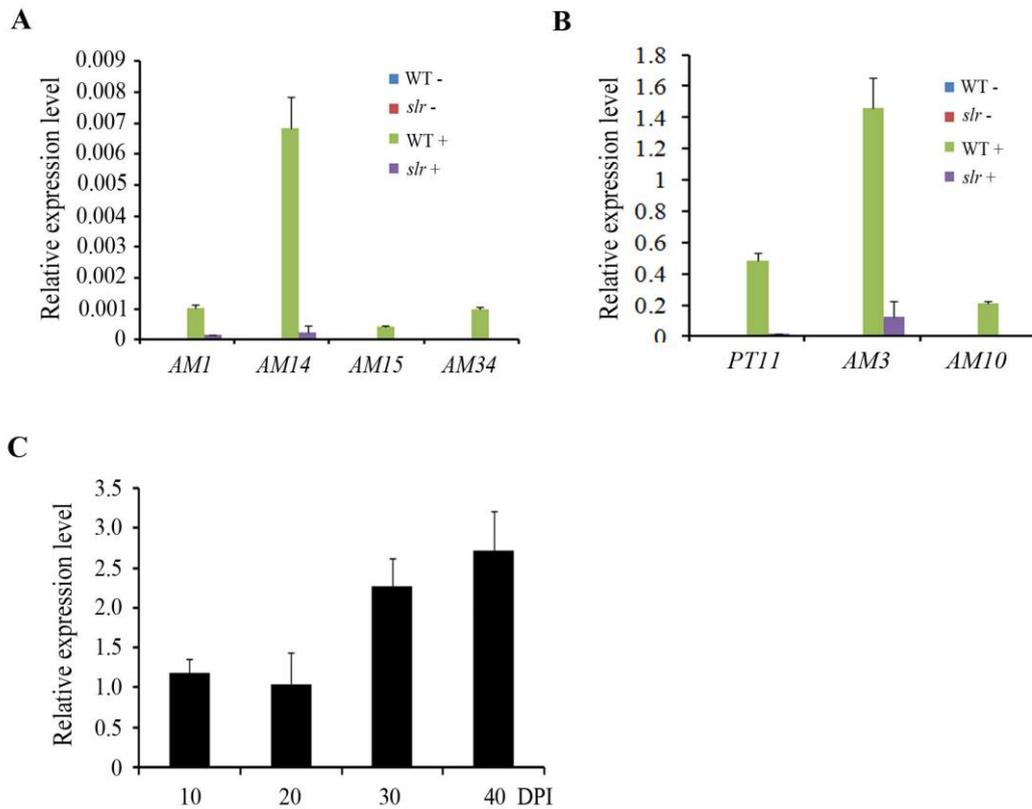 A
Relative expression level
0.009
0.008
0.007
0.006
0.005
0.004
0.003
0.002
0.001
0
WT -
slr -
WT +
slr +
AM1 AM14 AM15 AM34
B
Relative expression level
1.8
1.6
1.4
1.2
1
0.8
0.6
0.4
0.2
0
WT -
slr -
WT +
slr +
PT11 AM3 AM10
C
Relative expression level
3.5
3.0
2.5
2.0
1.5
1.0
0.5
0
10 20 30 40 DPI